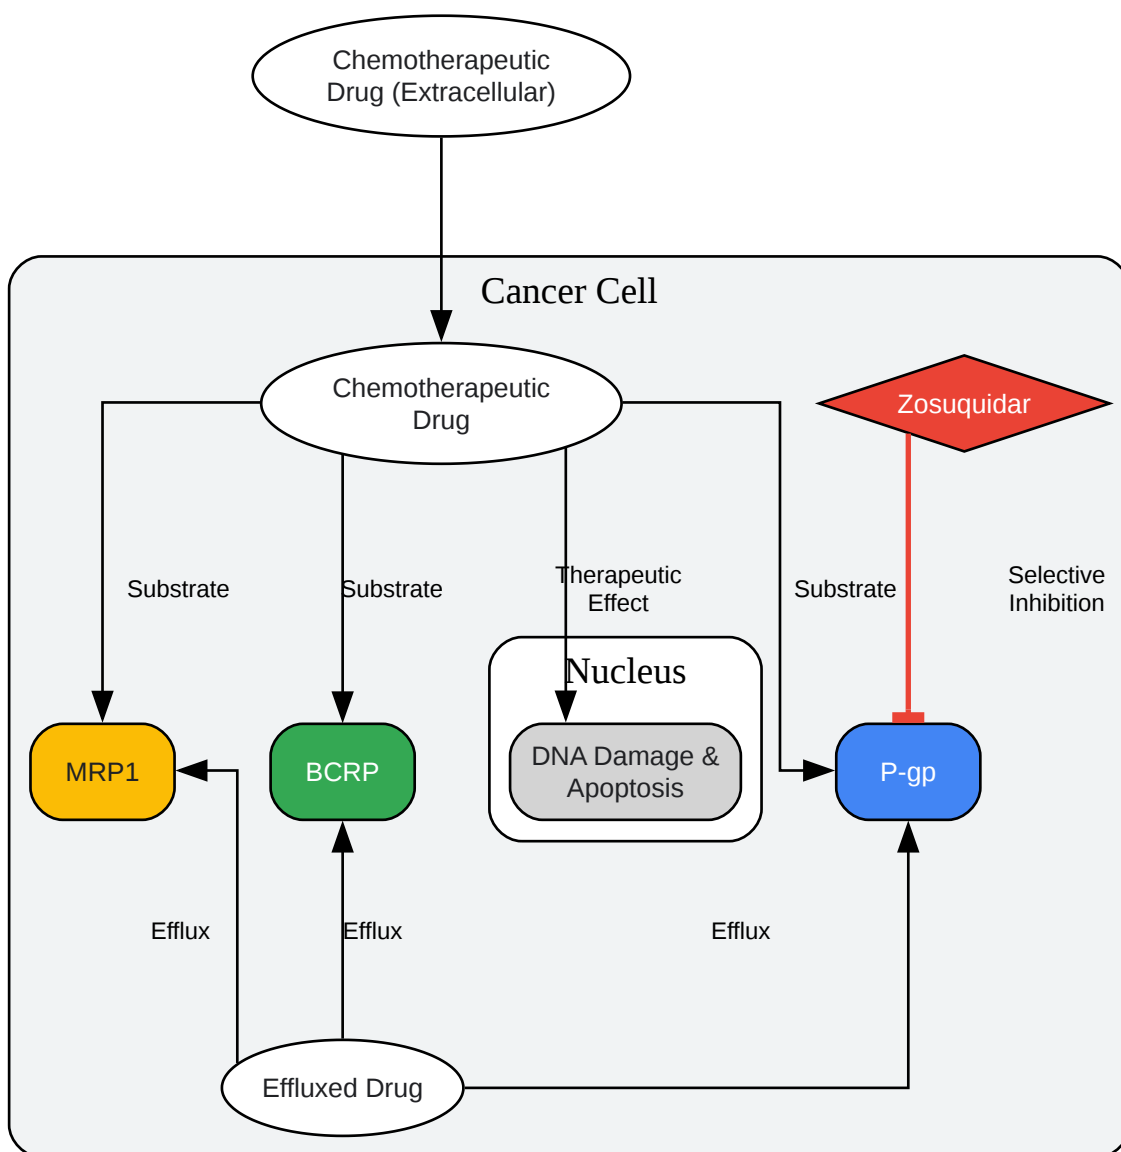 Chemotherapeutic
Drug (Extracellular)
Cancer Cell
Chemotherapeutic
Drug
Zosuquidar
Substrate
Substrate
Therapeutic
Effect
Substrate
Selective
Inhibition
Nucleus
MRP1
BCRP
DNA Damage &
Apoptosis
P-gp
Efflux
Efflux
Efflux
Effluxed Drug